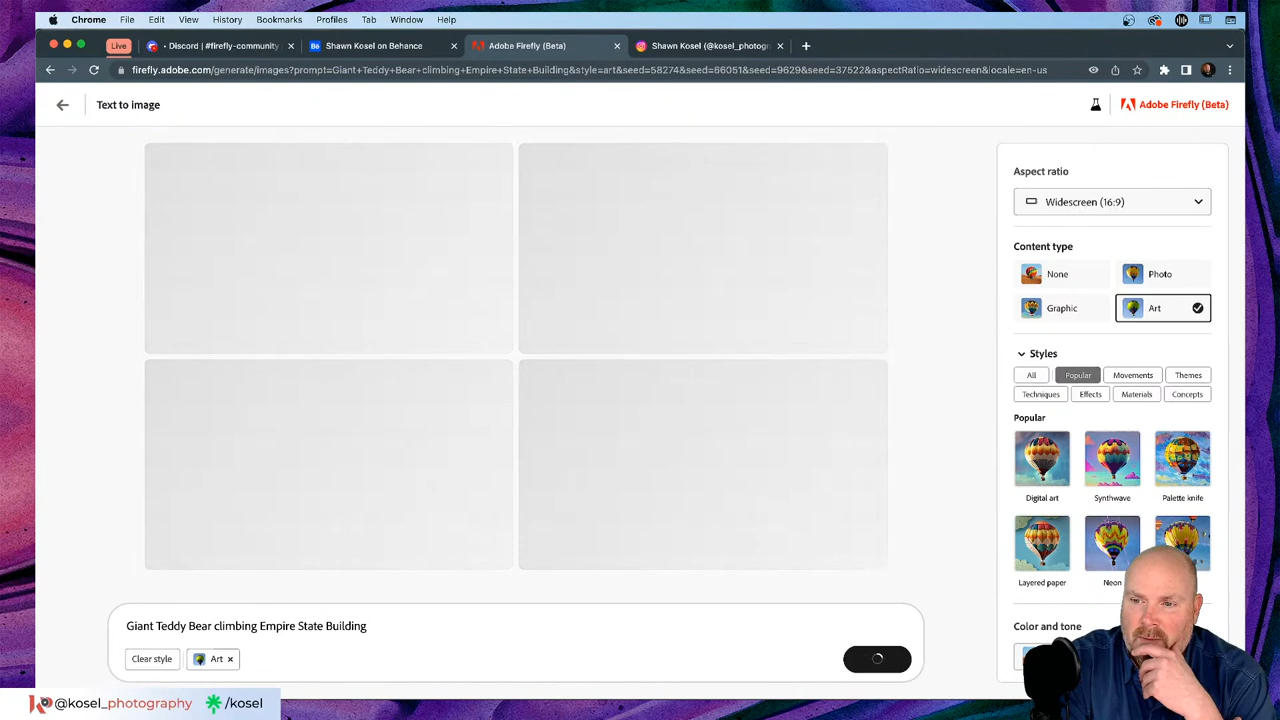 Chrome File Edit View History Bookmarks Profiles Tab Window Help
Live • Discord | #firefly-community Shawn Kosel on Behance Adobe Firefly (Beta) Shawn Kosel (@kosel_photogr
firefly.adobe.com/generate/images?prompt=Giant+Teddy+Bear+climbing+Empire+State+Building&style=art&seed=58274&seed=66051&seed=9629&seed=37522&aspectRatio=widescreen&locale=en-us
Text to image
Adobe Firefly (Beta)
Aspect ratio
Widescreen (16:9)
Content type
None Photo
Graphic Art
Styles
All Popular Movements Themes
Techniques Effects Materials Concepts
Popular
Digital art Synthwave Palette knife
Layered paper Neon
Color and tone
Giant Teddy Bear climbing Empire State Building
Clear style Art
@kosel_photography /kosel